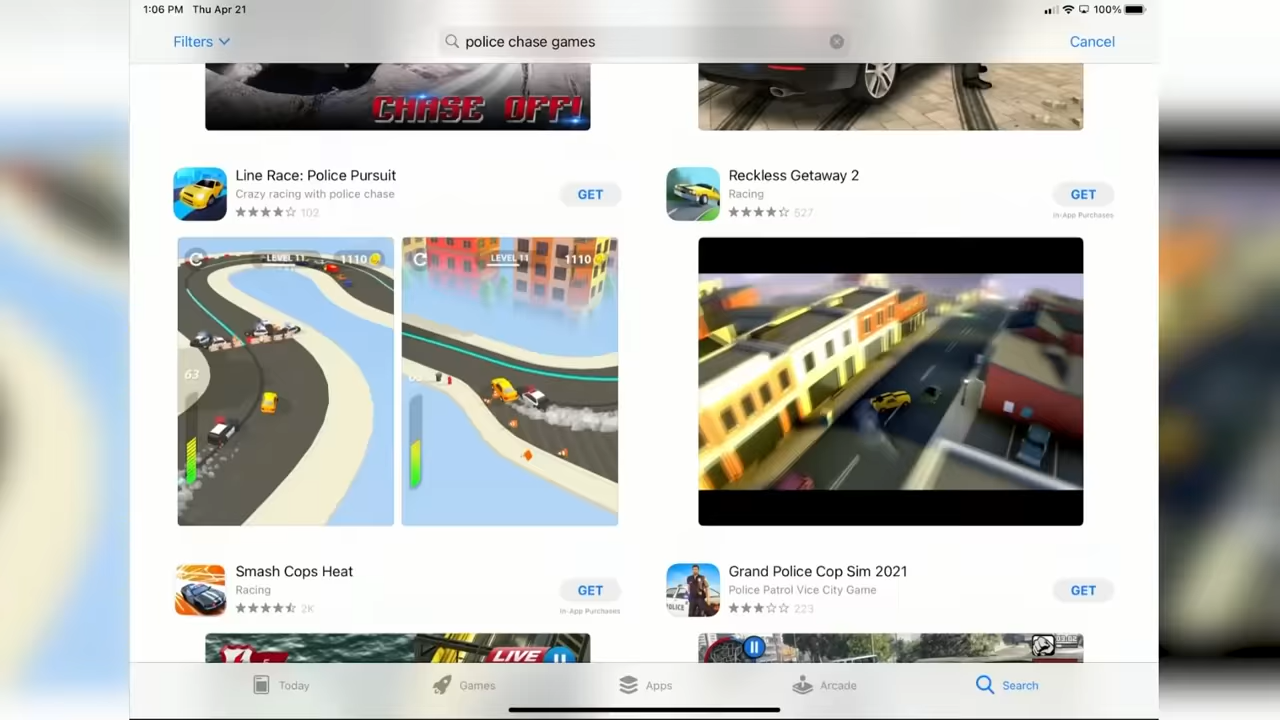 1:06 PM Thu Apr 21
100%
Filters
police chase games
Cancel
CHASE OFF!
Line Race: Police Pursuit
Crazy racing with police chase
102
GET
Reckless Getaway 2
Racing
527
GET
In-App Purchases
LEVEL 11
1110
63
LEVEL 11
1110
Smash Cops Heat
Racing
2K
GET
In-App Purchases
Grand Police Cop Sim 2021
Police Patrol Vice City Game
223
GET
POLICE
LIVE
Today
Games
Apps
Arcade
Search